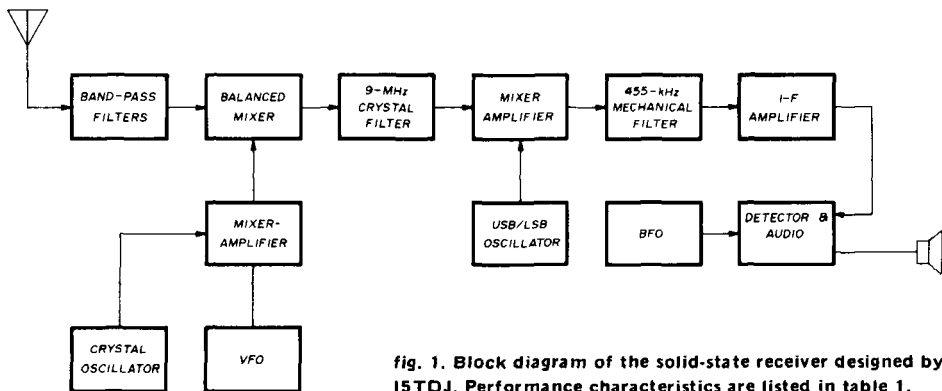 BAND-PASS
FILTERS
BALANCED
MIXER
9-MHz
CRYSTAL
FILTER
MIXER
AMPLIFIER
455-kHz
MECHANICAL
FILTER
I-F AMPLIFIER
MIXER-
AMPLIFIER
USB/LSB
OSCILLATOR
BFO
DETECTOR &
AUDIO
CRYSTAL
OSCILLATOR
VFO
fig. 1. Block diagram of the solid-state receiver designed by
I5TDJ. Performance characteristics are listed in table 1.